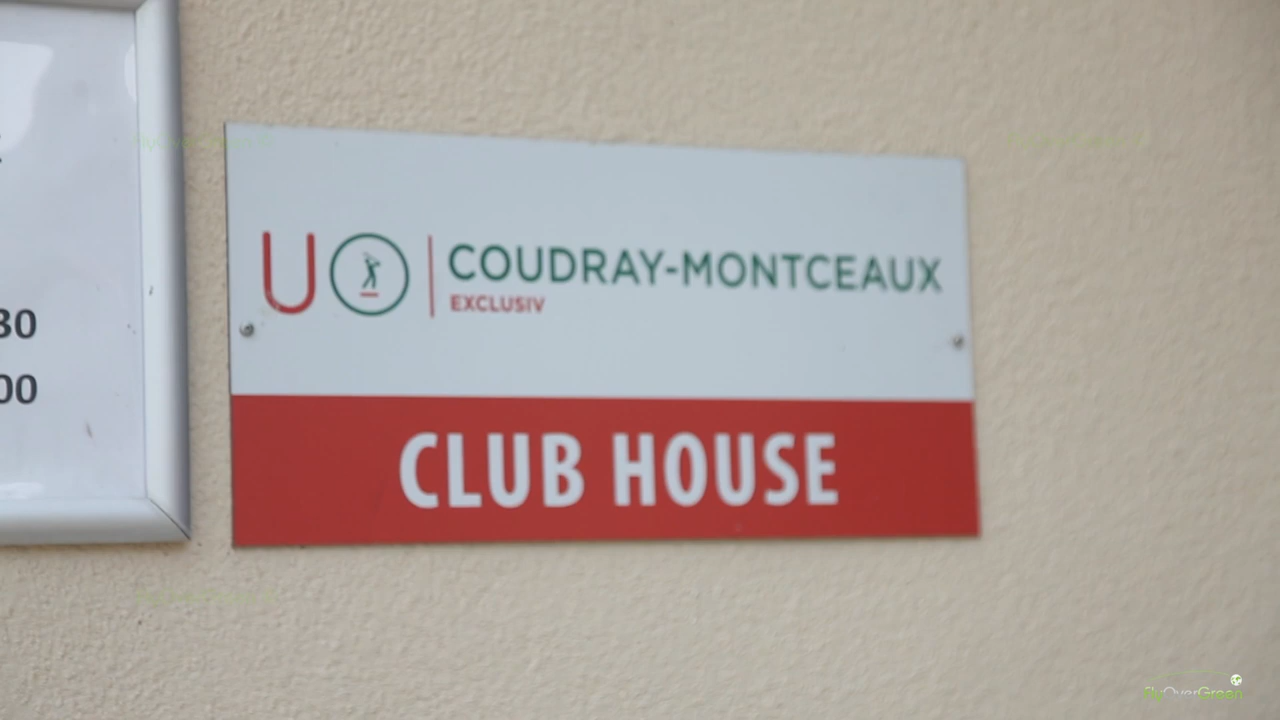 30
00
U
COUDRAY-MONTCEAUX
EXCLUSIV
CLUB HOUSE
FlyOverGreen